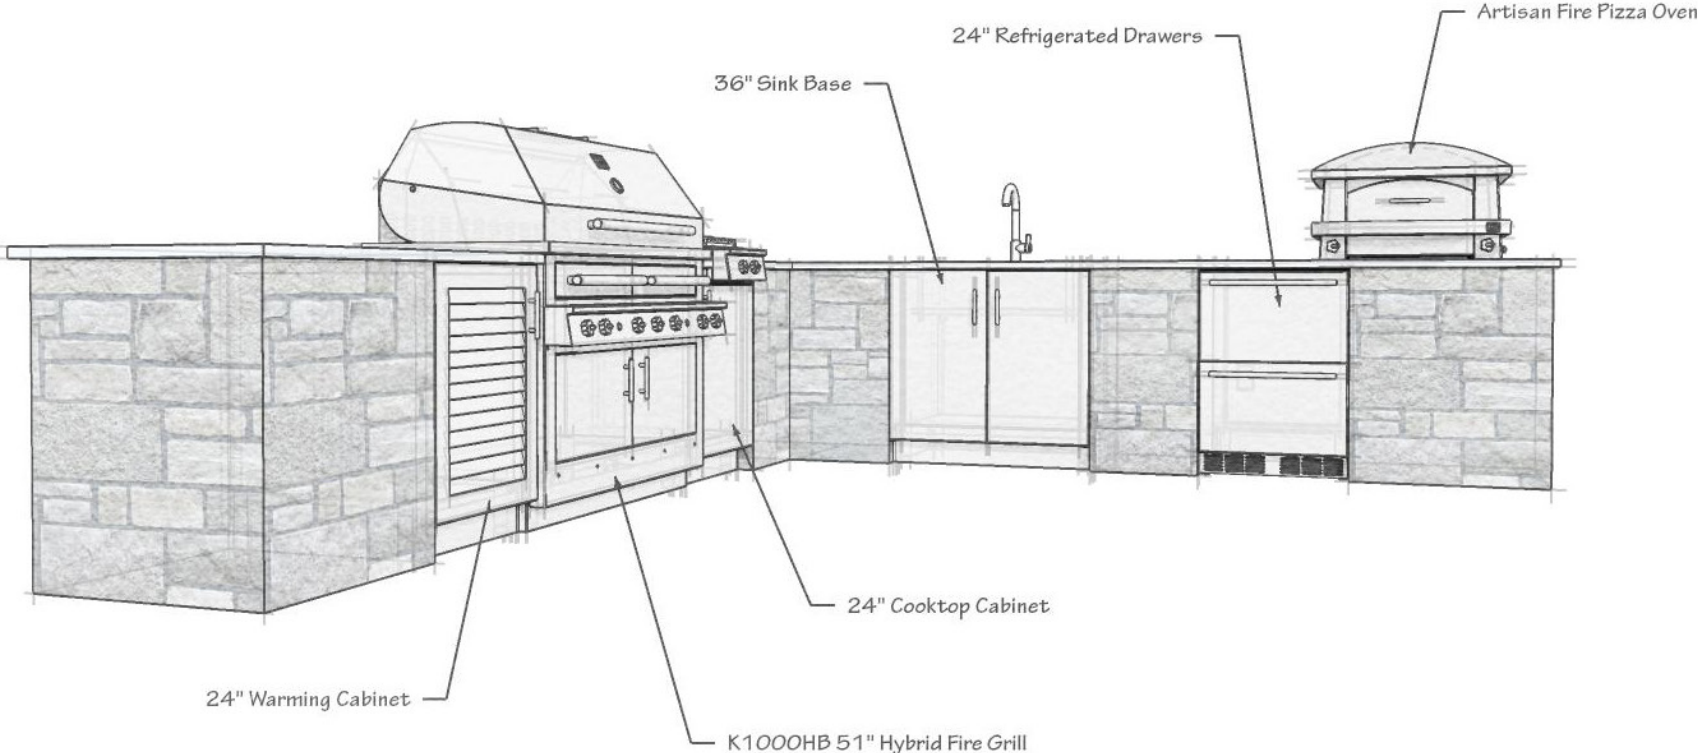 Artisan Fire Pizza Oven
24" Refrigerated Drawers
36" Sink Base
24" Cooktop Cabinet
24" Warming Cabinet
K1000HB 51" Hybrid Fire Grill